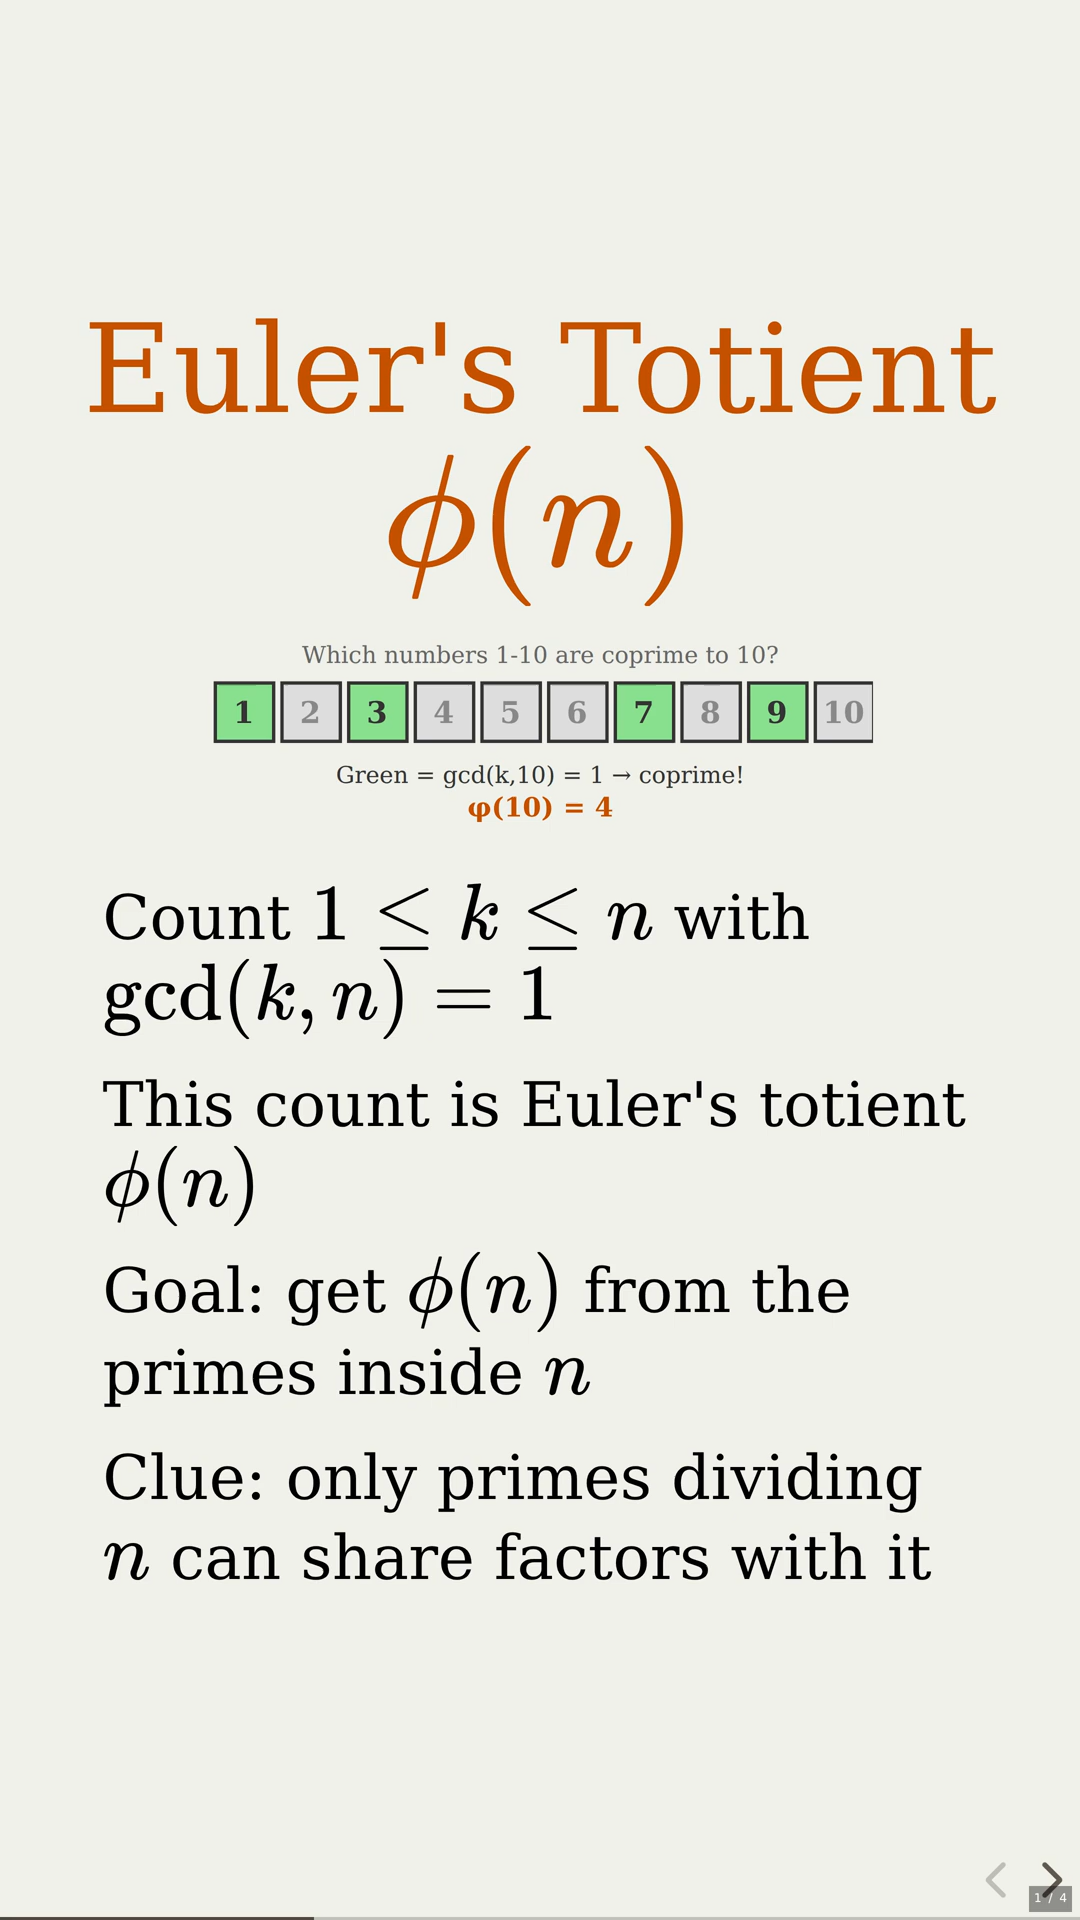 Euler's Totient
ϕ(n)
Which numbers 1-10 are coprime to 10?
1 2 3 4 5 6 7 8 9 10
Green = gcd(k,10) = 1 → coprime!
φ(10) = 4
Count 1 ≤ k ≤ n with
gcd(k, n) = 1
This count is Euler's totient
ϕ(n)
Goal: get ϕ(n) from the
primes inside n
Clue: only primes dividing
n can share factors with it
1 / 4